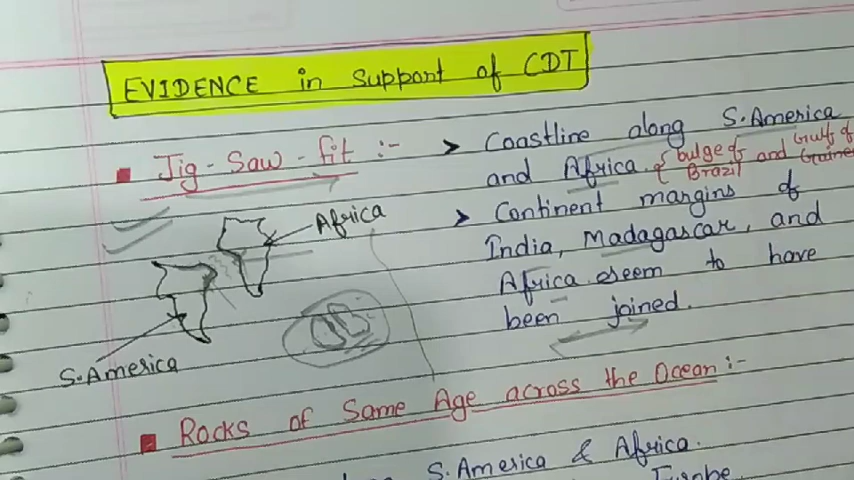 EVIDENCE in Support of CDT
▪ Jig-Saw-fit :- > Coastline along S.America
and Africa. { bulge of Brazil and Gulf of
> Continent margins of
India, Madagascar, and
Africa seem to have
been joined.
Africa
S.America
▪ Rocks of Same Age across the Ocean :-
S.America & Africa.
Europe